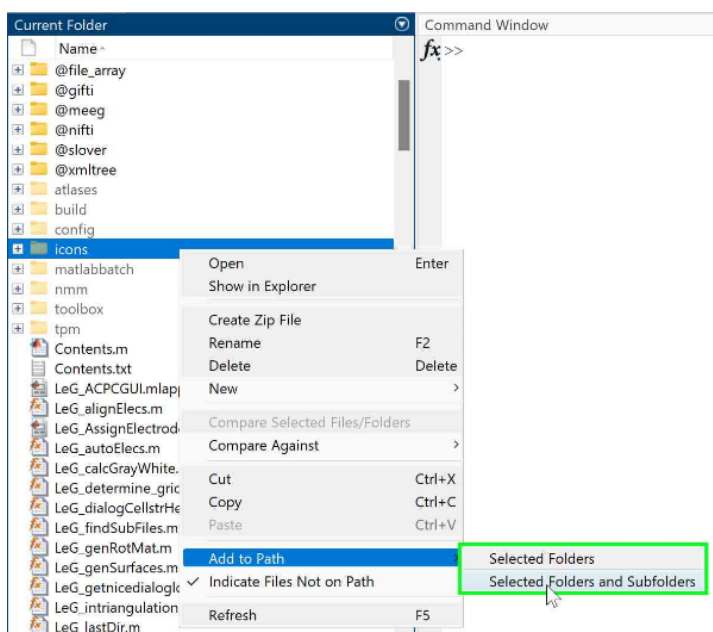 Current Folder
Name
@file_array
@gifti
@meeg
@nifti
@slover
@xmltree
atlases
build
config
icons
matlabbatch
nmm
toolbox
tpm
Contents.m
Contents.txt
LeG_ACPCGUI.mlapp
LeG_alignElecs.m
LeG_AssignElectrod
LeG_autoElecs.m
LeG_calcGrayWhite.
LeG_determine_gric
LeG_dialogCellstrHe
LeG_findSubFiles.m
LeG_genRotMat.m
LeG_genSurfaces.m
LeG_getnicedialoglc
LeG_intriangulation
LeG_lastDir.m
Command Window
fx >>
Open Enter
Show in Explorer
Create Zip File
Rename F2
Delete Delete
New
Compare Selected Files/Folders
Compare Against
Cut Ctrl+X
Copy Ctrl+C
Paste Ctrl+V
Add to Path
Indicate Files Not on Path
Refresh F5
Selected Folders
Selected Folders and Subfolders